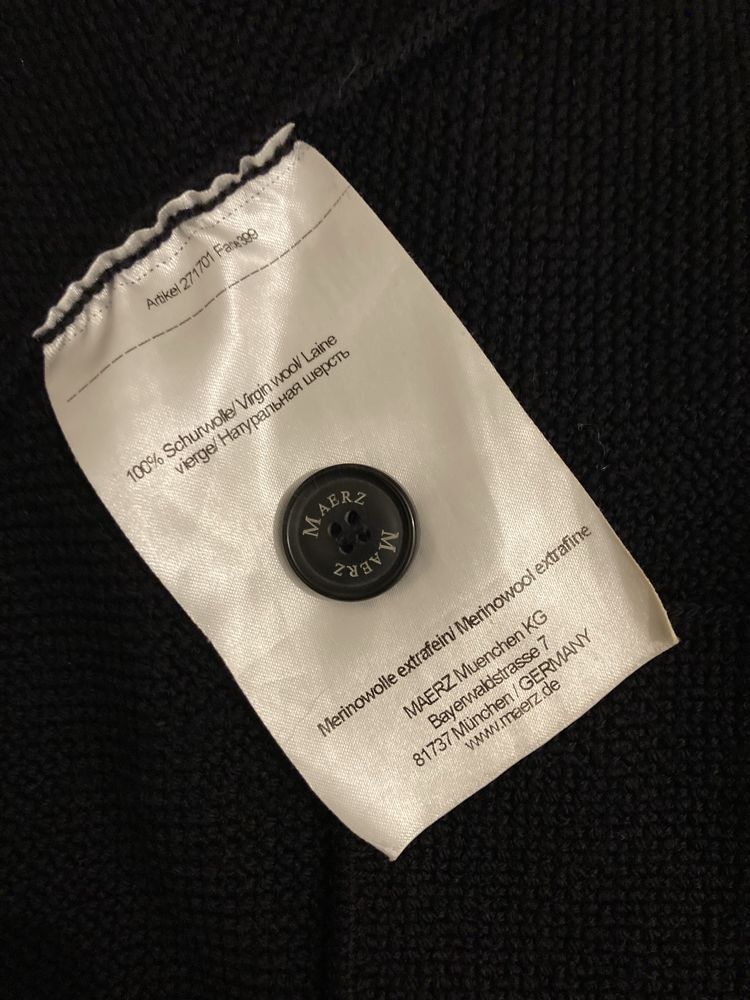 Artikel 271701 Farbe399
100% Schurwolle/ Virgin wool/ Laine
vierge/ Натуральная шерсть
MAERZ
MAERZ
Merinowolle extrafein/ Merinowool extrafine
MAERZ Muenchen KG
Bayerwaldstrasse 7
81737 München / GERMANY
www.maerz.de